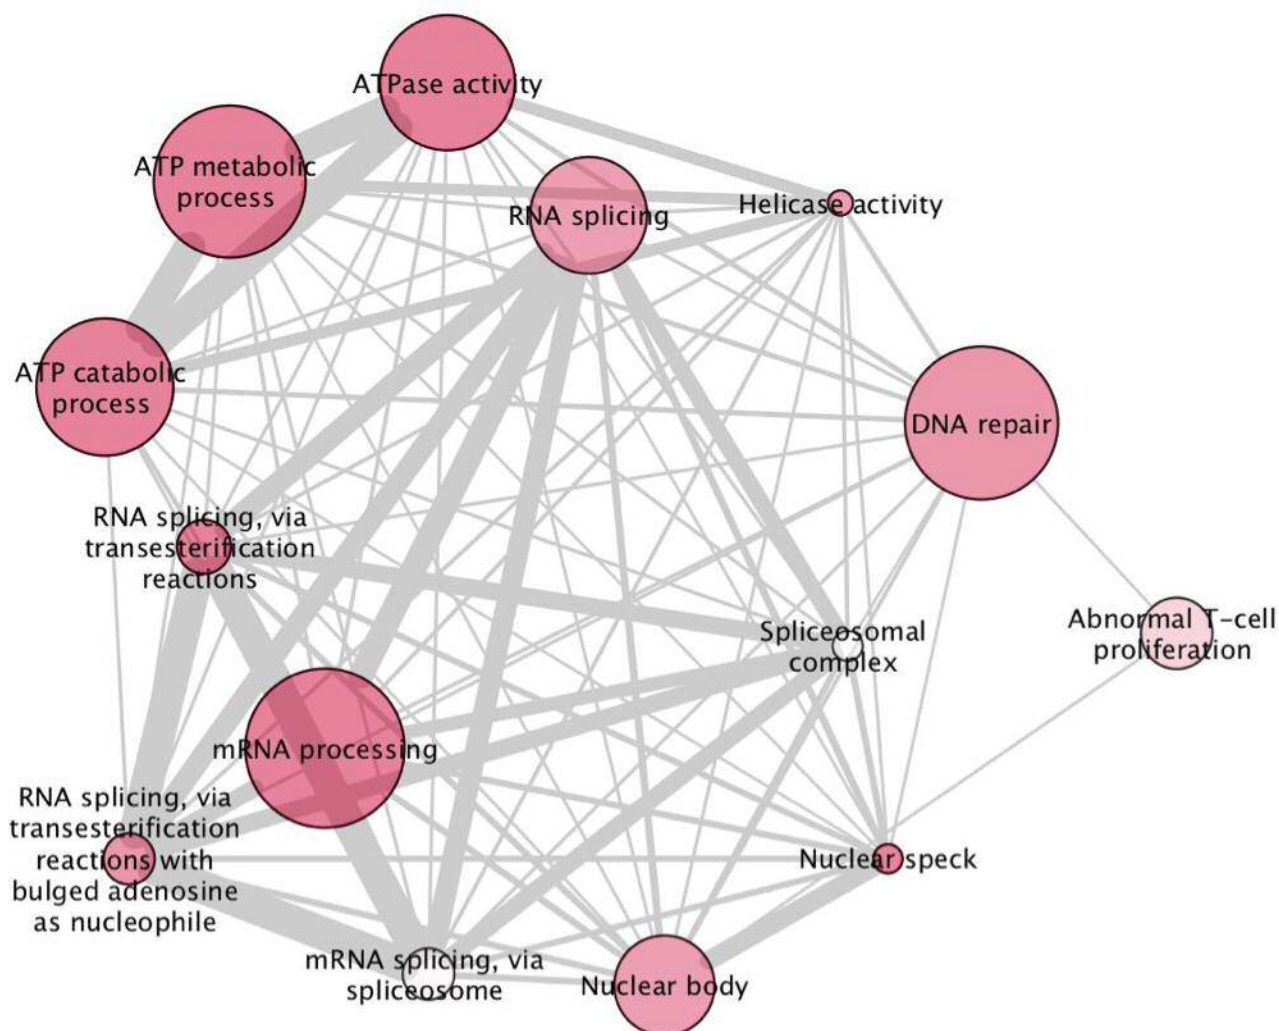 ATPase activity
ATP metabolic
process
RNA splicing
Helicase activity
ATP catabolic
process
DNA repair
RNA splicing, via
transesterification
reactions
Abnormal T-cell
proliferation
Spliceosomal
complex
mRNA processing
RNA splicing, via
transesterification
reactions with
bulged adenosine
as nucleophile
Nuclear speck
mRNA splicing, via
spliceosome
Nuclear body